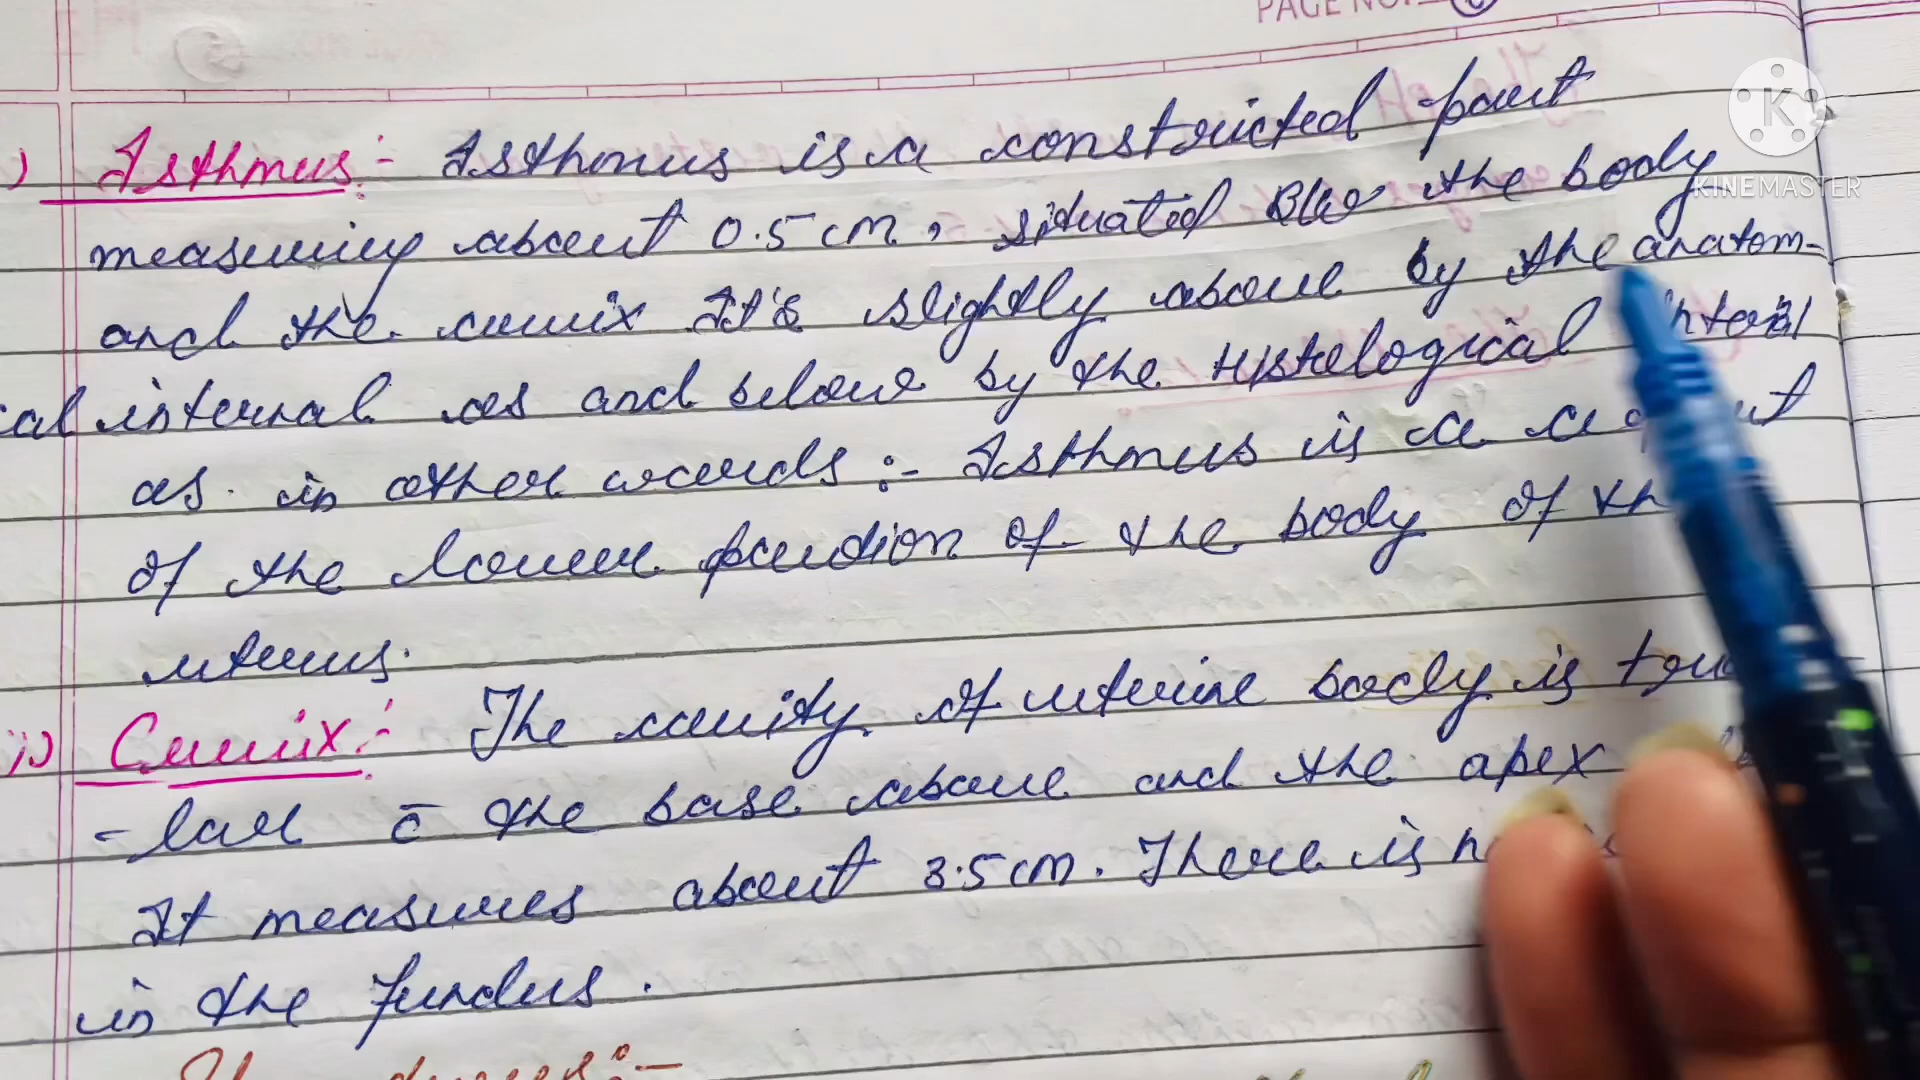 PAGE NO.
i) Isthmus :- Isthmus is a constricted part
measuring about 0.5 cm, situated B/w the body
and the cervix It's slightly above by the anatom-
cal internal os and below by the Histological
os. in other words :- Isthmus is a a
of the lower portion of the body of
uterus.
ii) Cervix :- The cavity of uterine body is
- lar c̄ the base above and the apex
It measures about 3.5 cm. There is
in the fundus.
KINEMASTER